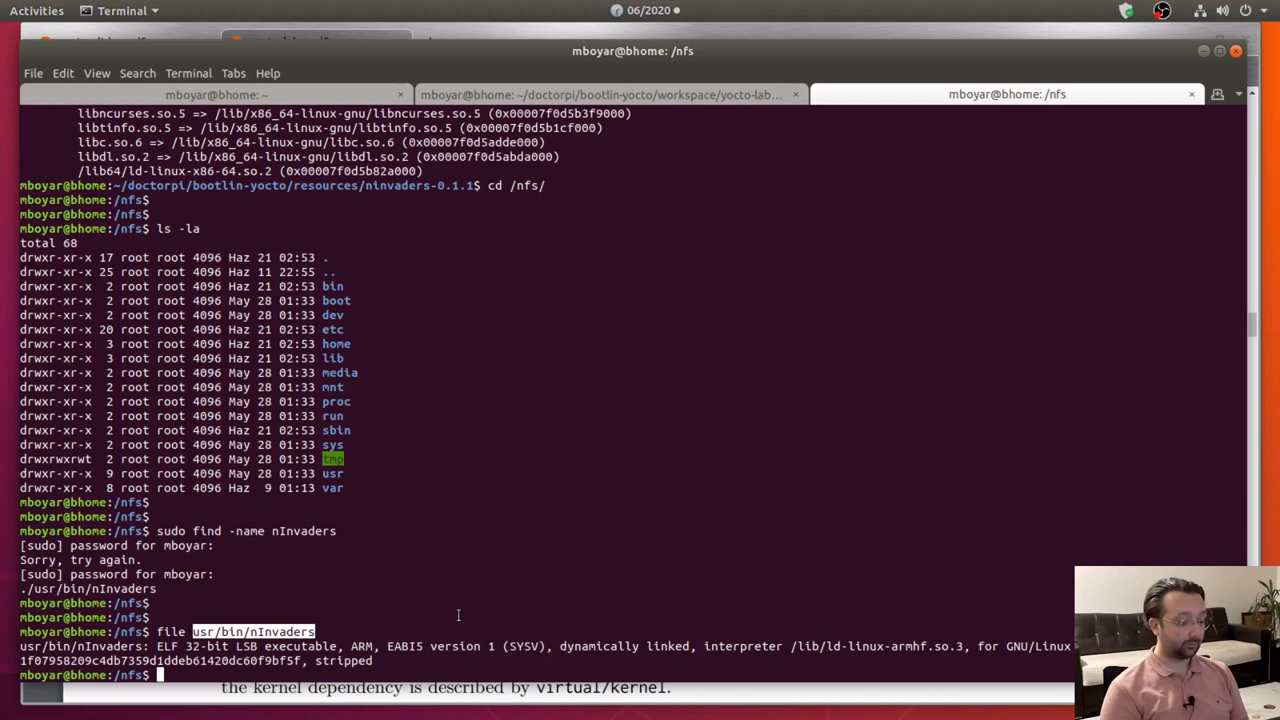 Activities Terminal 06/2020
mboyar@bhome: /nfs
File Edit View Search Terminal Tabs Help
mboyar@bhome: ~ × mboyar@bhome: ~/doctorpi/bootlin-yocto/workspace/yocto-lab... × mboyar@bhome: /nfs ×
libncurses.so.5 => /lib/x86_64-linux-gnu/libncurses.so.5 (0x00007f0d5b3f9000)
libtinfo.so.5 => /lib/x86_64-linux-gnu/libtinfo.so.5 (0x00007f0d5b1cf000)
libc.so.6 => /lib/x86_64-linux-gnu/libc.so.6 (0x00007f0d5adde000)
libdl.so.2 => /lib/x86_64-linux-gnu/libdl.so.2 (0x00007f0d5abda000)
/lib64/ld-linux-x86-64.so.2 (0x00007f0d5b82a000)
mboyar@bhome:~/doctorpi/bootlin-yocto/resources/ninvaders-0.1.1$ cd /nfs/
mboyar@bhome:/nfs$
mboyar@bhome:/nfs$
mboyar@bhome:/nfs$ ls -la
total 68
drwxr-xr-x 17 root root 4096 Haz 21 02:53 .
drwxr-xr-x 25 root root 4096 Haz 11 22:55 ..
drwxr-xr-x 2 root root 4096 Haz 21 02:53 bin
drwxr-xr-x 2 root root 4096 May 28 01:33 boot
drwxr-xr-x 2 root root 4096 May 28 01:33 dev
drwxr-xr-x 20 root root 4096 Haz 21 02:53 etc
drwxr-xr-x 3 root root 4096 Haz 21 02:53 home
drwxr-xr-x 3 root root 4096 Haz 21 02:53 lib
drwxr-xr-x 2 root root 4096 May 28 01:33 media
drwxr-xr-x 2 root root 4096 May 28 01:33 mnt
drwxr-xr-x 2 root root 4096 May 28 01:33 proc
drwxr-xr-x 2 root root 4096 May 28 01:33 run
drwxr-xr-x 2 root root 4096 Haz 21 02:53 sbin
drwxr-xr-x 2 root root 4096 May 28 01:33 sys
drwxrwxrwt 2 root root 4096 May 28 01:33 tmp
drwxr-xr-x 9 root root 4096 May 28 01:33 usr
drwxr-xr-x 8 root root 4096 Haz 9 01:13 var
mboyar@bhome:/nfs$
mboyar@bhome:/nfs$
mboyar@bhome:/nfs$ sudo find -name nInvaders
[sudo] password for mboyar:
Sorry, try again.
[sudo] password for mboyar:
./usr/bin/nInvaders
mboyar@bhome:/nfs$
mboyar@bhome:/nfs$
mboyar@bhome:/nfs$ file usr/bin/nInvaders
usr/bin/nInvaders: ELF 32-bit LSB executable, ARM, EABI5 version 1 (SYSV), dynamically linked, interpreter /lib/ld-linux-armhf.so.3, for GNU/Linux
1f07958209c4db7359d1ddeb61420dc60f9bf5f, stripped
mboyar@bhome:/nfs$
the kernel dependency is described by virtual/kernel.